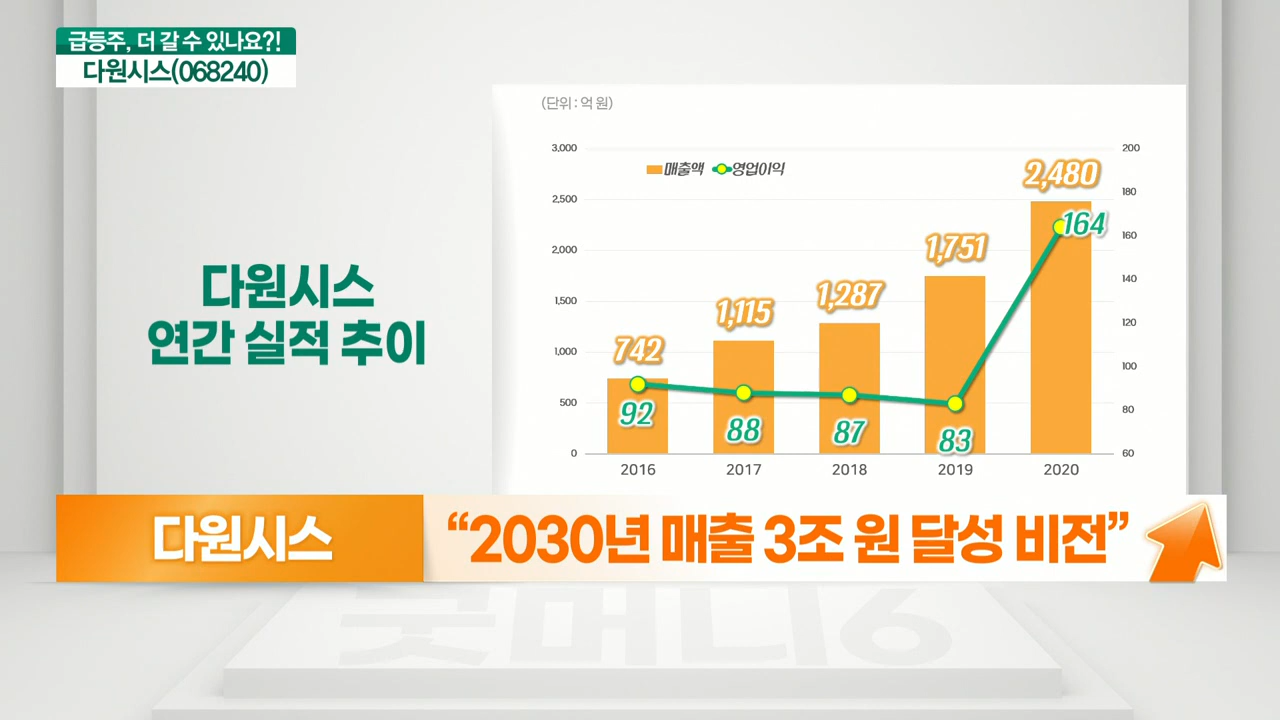 급등주, 더 갈 수 있나요?!
다원시스(068240)
(단위 : 억 원)
다원시스
연간 실적 추이
매출액 영업이익
3,000
2,500
2,000
1,500
1,000
500
0
742
1,115
1,287
1,751
2,480
92
88
87
83
164
200
180
160
140
120
100
80
60
2016 2017 2018 2019 2020
다원시스
“2030년 매출 3조 원 달성 비전”
굿머니6